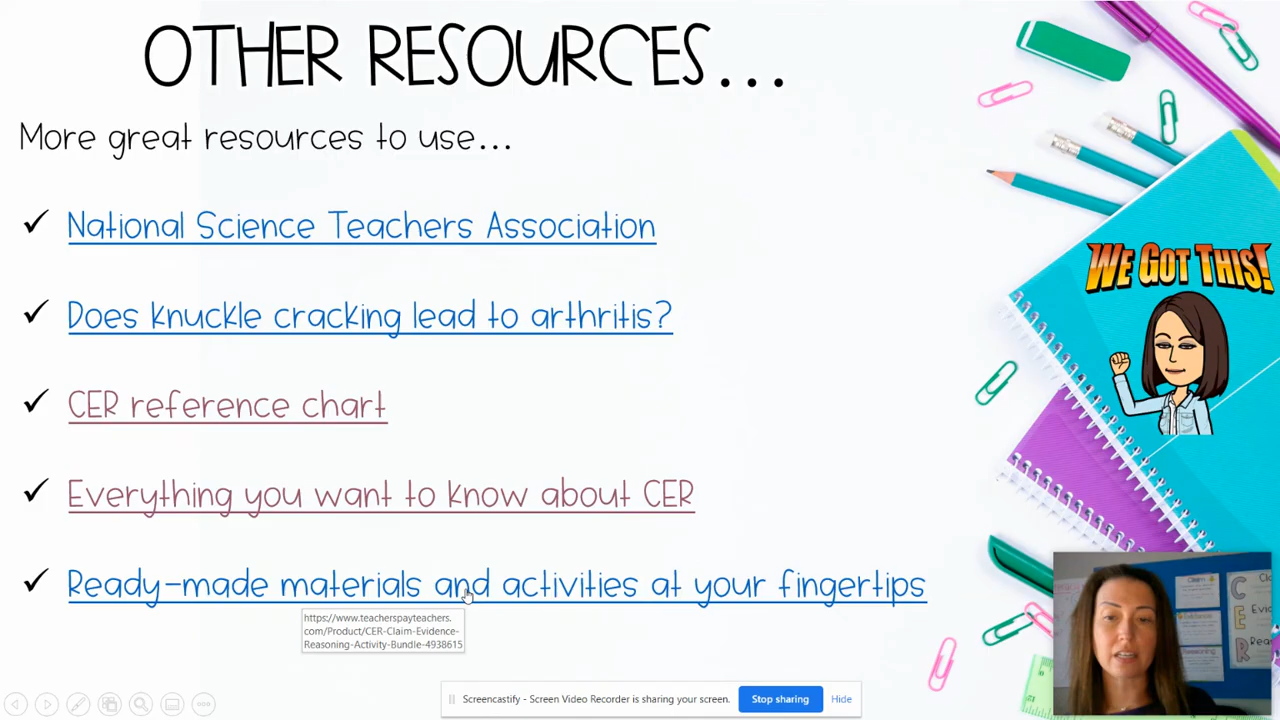 OTHER RESOURCES...
More great resources to use...
WE GOT THIS!
✓ National Science Teachers Association
✓ Does knuckle cracking lead to arthritis?
✓ CER reference chart
✓ Everything you want to know about CER
✓ Ready-made materials and activities at your fingertips
https://www.teacherspayteachers.
com/Product/CER-Claim-Evidence-
Reasoning-Activity-Bundle-4938615
Claim
Evidence
Reasoning
C
E
R
Screencastify - Screen Video Recorder is sharing your screen.
Stop sharing
Hide